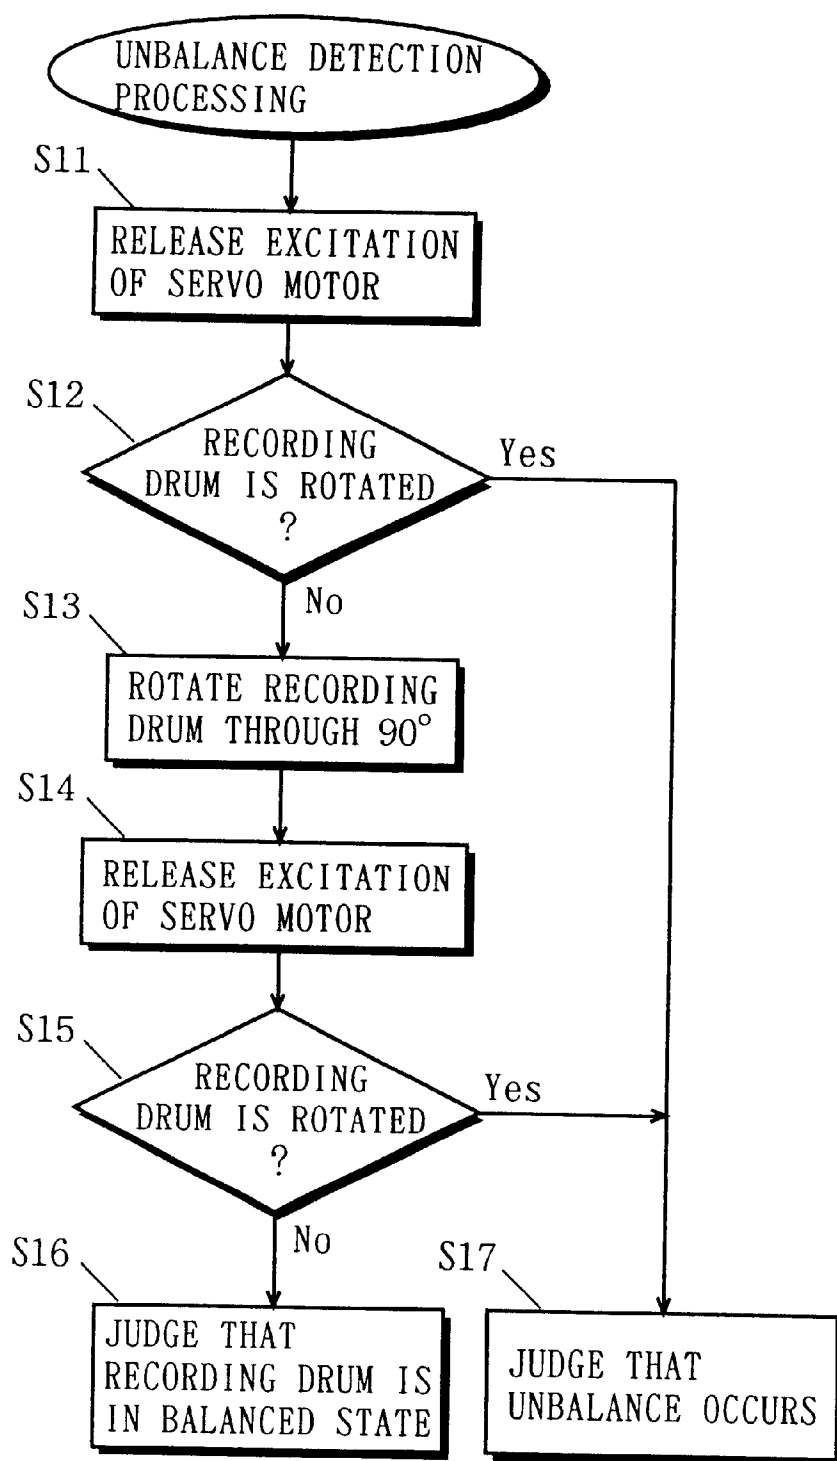 UNBALANCE DETECTION
PROCESSING
S11
RELEASE EXCITATION
OF SERVO MOTOR
S12
RECORDING
DRUM IS ROTATED
?
Yes
No
S13
ROTATE RECORDING
DRUM THROUGH 90°
S14
RELEASE EXCITATION
OF SERVO MOTOR
S15
RECORDING
DRUM IS ROTATED
?
Yes
No
S16
JUDGE THAT
RECORDING DRUM IS
IN BALANCED STATE
S17
JUDGE THAT
UNBALANCE OCCURS